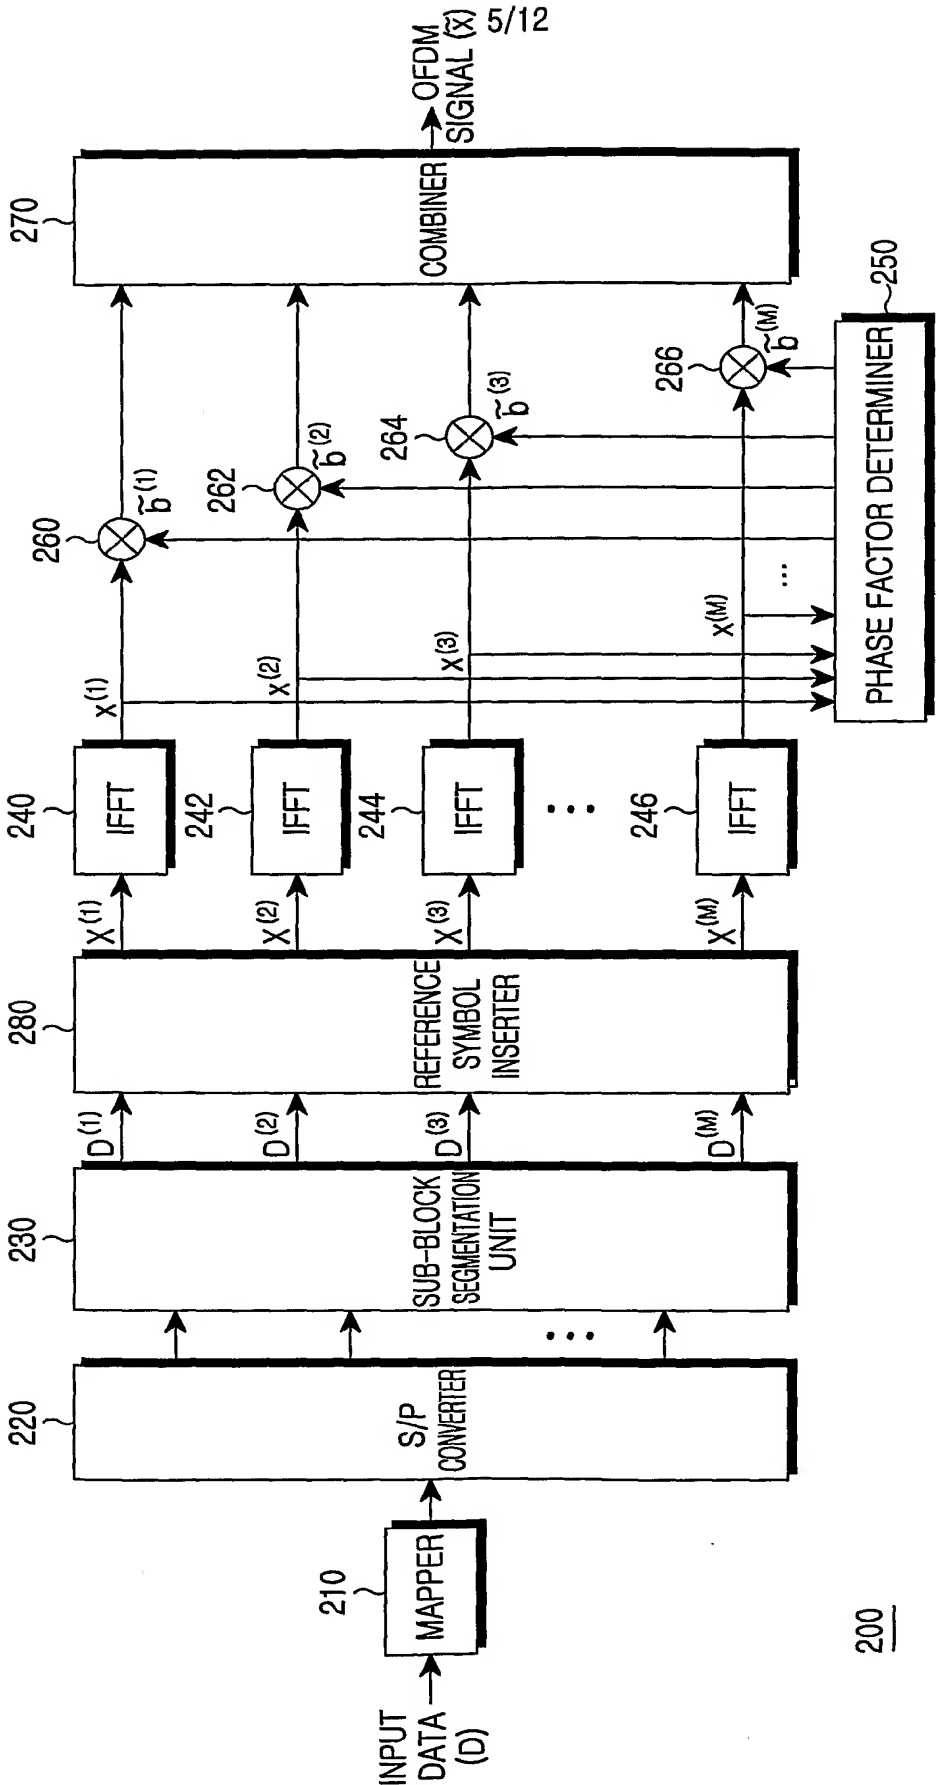 5/12
INPUT
DATA
(D)
210
MAPPER
220
S/P
CONVERTER
...
230
SUB-BLOCK
SEGMENTATION
UNIT
D(1)
D(2)
D(3)
D(M)
280
REFERENCE
SYMBOL
INSERTER
X(1)
X(2)
X(3)
X(M)
240
IFFT
242
IFFT
244
IFFT
...
246
IFFT
x(1)
x(2)
x(3)
x(M)
...
260
b̃(1)
262
b̃(2)
264
b̃(3)
266
b̃(M)
250
PHASE FACTOR DETERMINER
270
COMBINER
OFDM
SIGNAL (x̃)
200